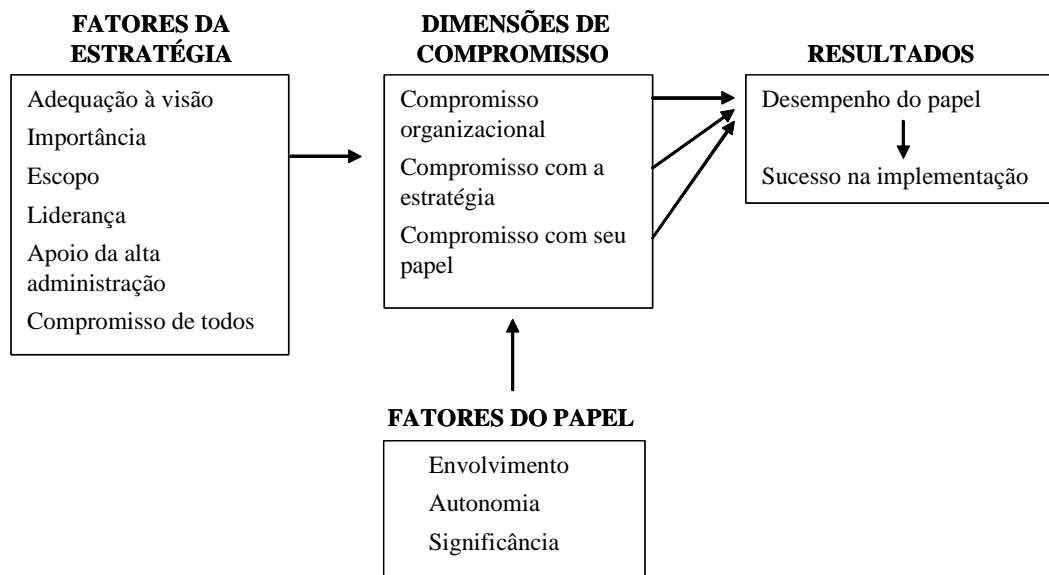 FATORES DA
ESTRATÉGIA
Adequação à visão
Importância
Escopo
Liderança
Apoio da alta
administração
Compromisso de todos
DIMENSÕES DE
COMPROMISSO
Compromisso
organizacional
Compromisso com a
estratégia
Compromisso com seu
papel
RESULTADOS
Desempenho do papel
Sucesso na implementação
FATORES DO PAPEL
Envolvimento
Autonomia
Significância